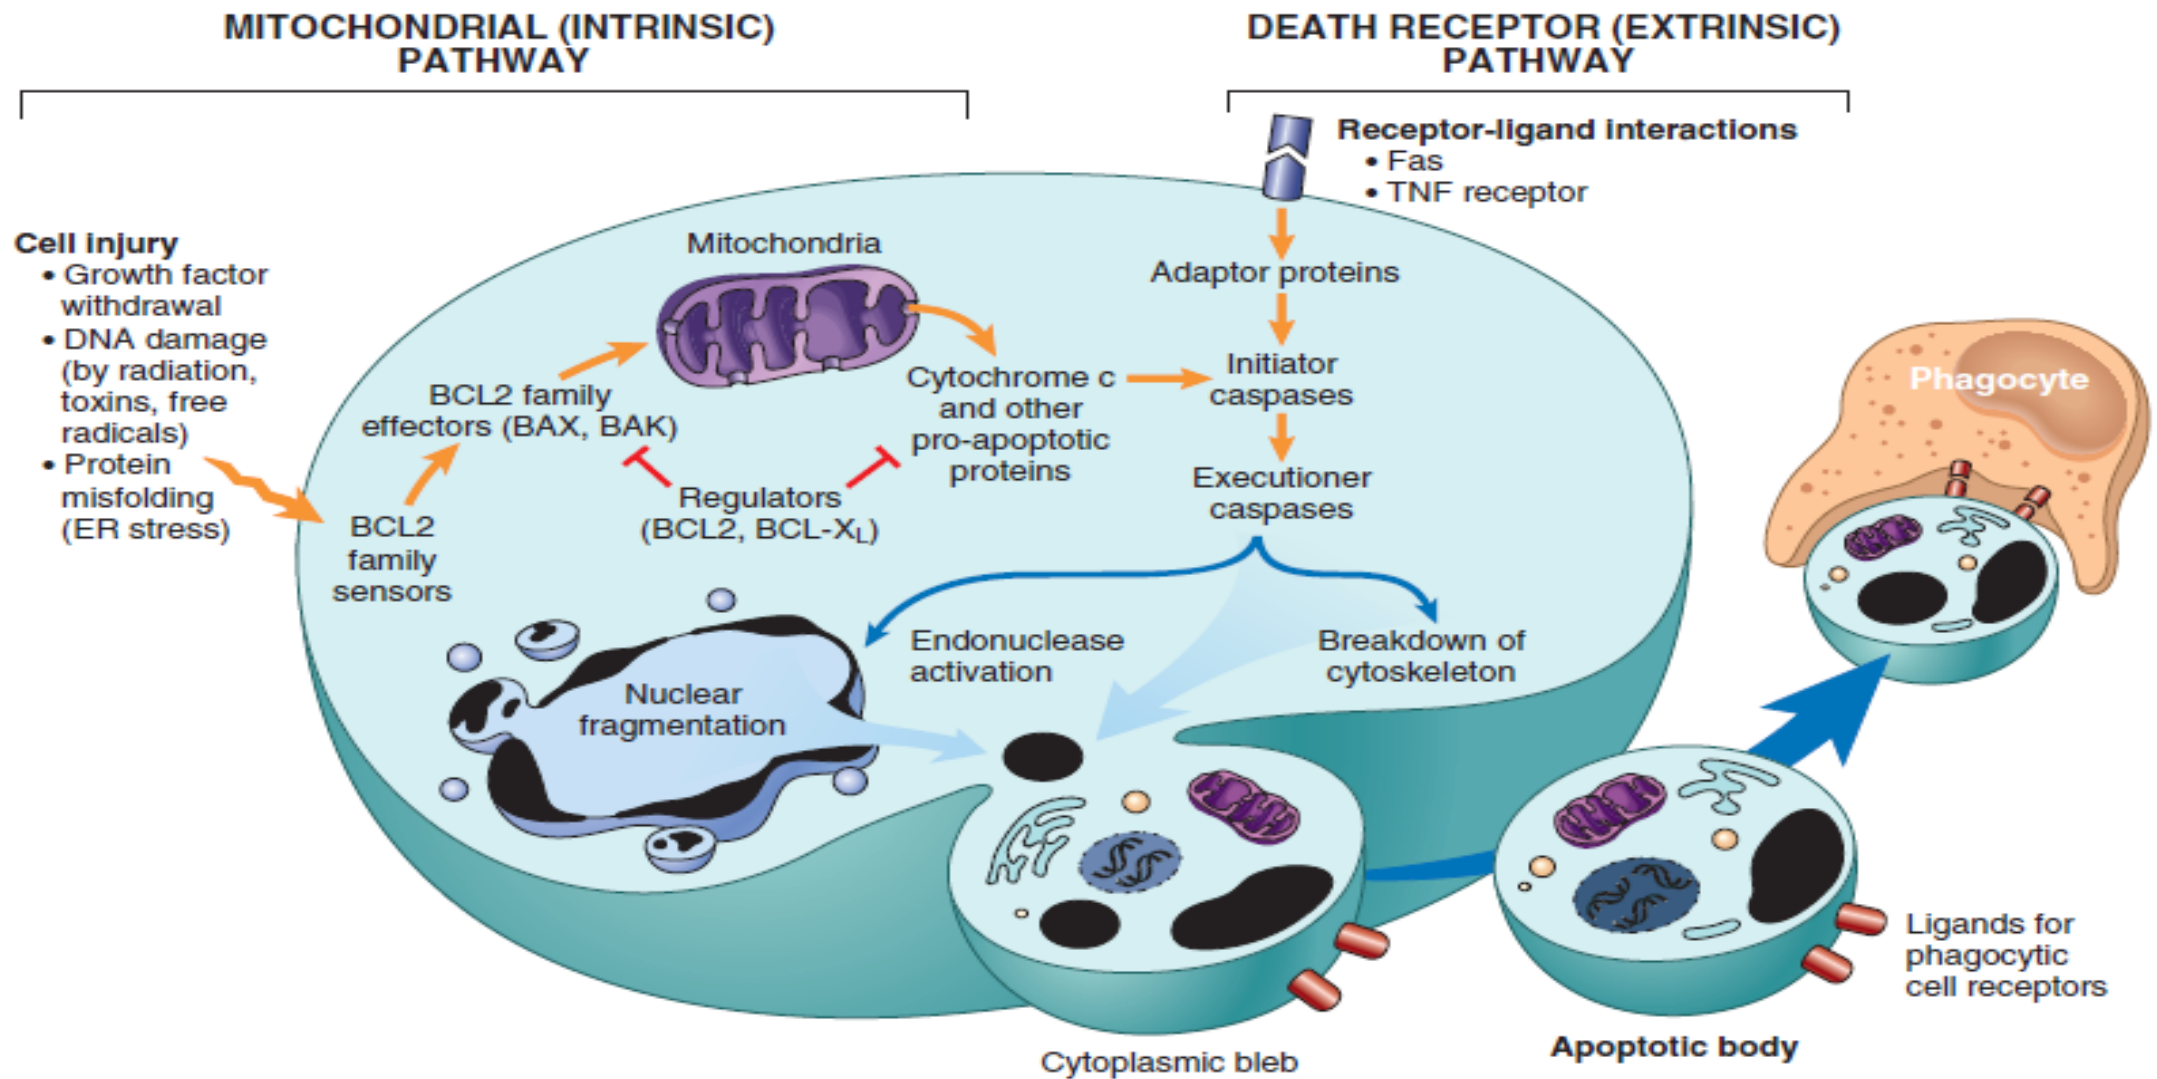 MITOCHONDRIAL (INTRINSIC)
PATHWAY
DEATH RECEPTOR (EXTRINSIC)
PATHWAY
Receptor-ligand interactions
• Fas
• TNF receptor
Cell injury
• Growth factor
withdrawal
• DNA damage
(by radiation,
toxins, free
radicals)
• Protein
misfolding
(ER stress)
Mitochondria
Adaptor proteins
BCL2 family
effectors (BAX, BAK)
Cytochrome c
and other
pro-apoptotic
proteins
Initiator
caspases
Phagocyte
Regulators
(BCL2, BCL-XL)
Executioner
caspases
BCL2
family
sensors
Endonuclease
activation
Breakdown of
cytoskeleton
Nuclear
fragmentation
Ligands for
phagocytic
cell receptors
Cytoplasmic bleb
Apoptotic body